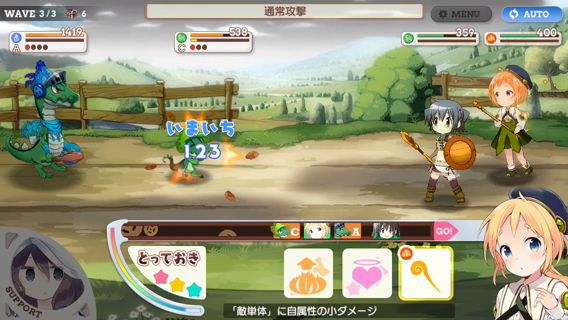 WAVE 3/3 6
通常攻撃
MENU
AUTO
1419
A
538
C
359
400
いまいち
123
C
A
GO!
とっておき
SUPPORT
「敵単体」に自属性の小ダメージ